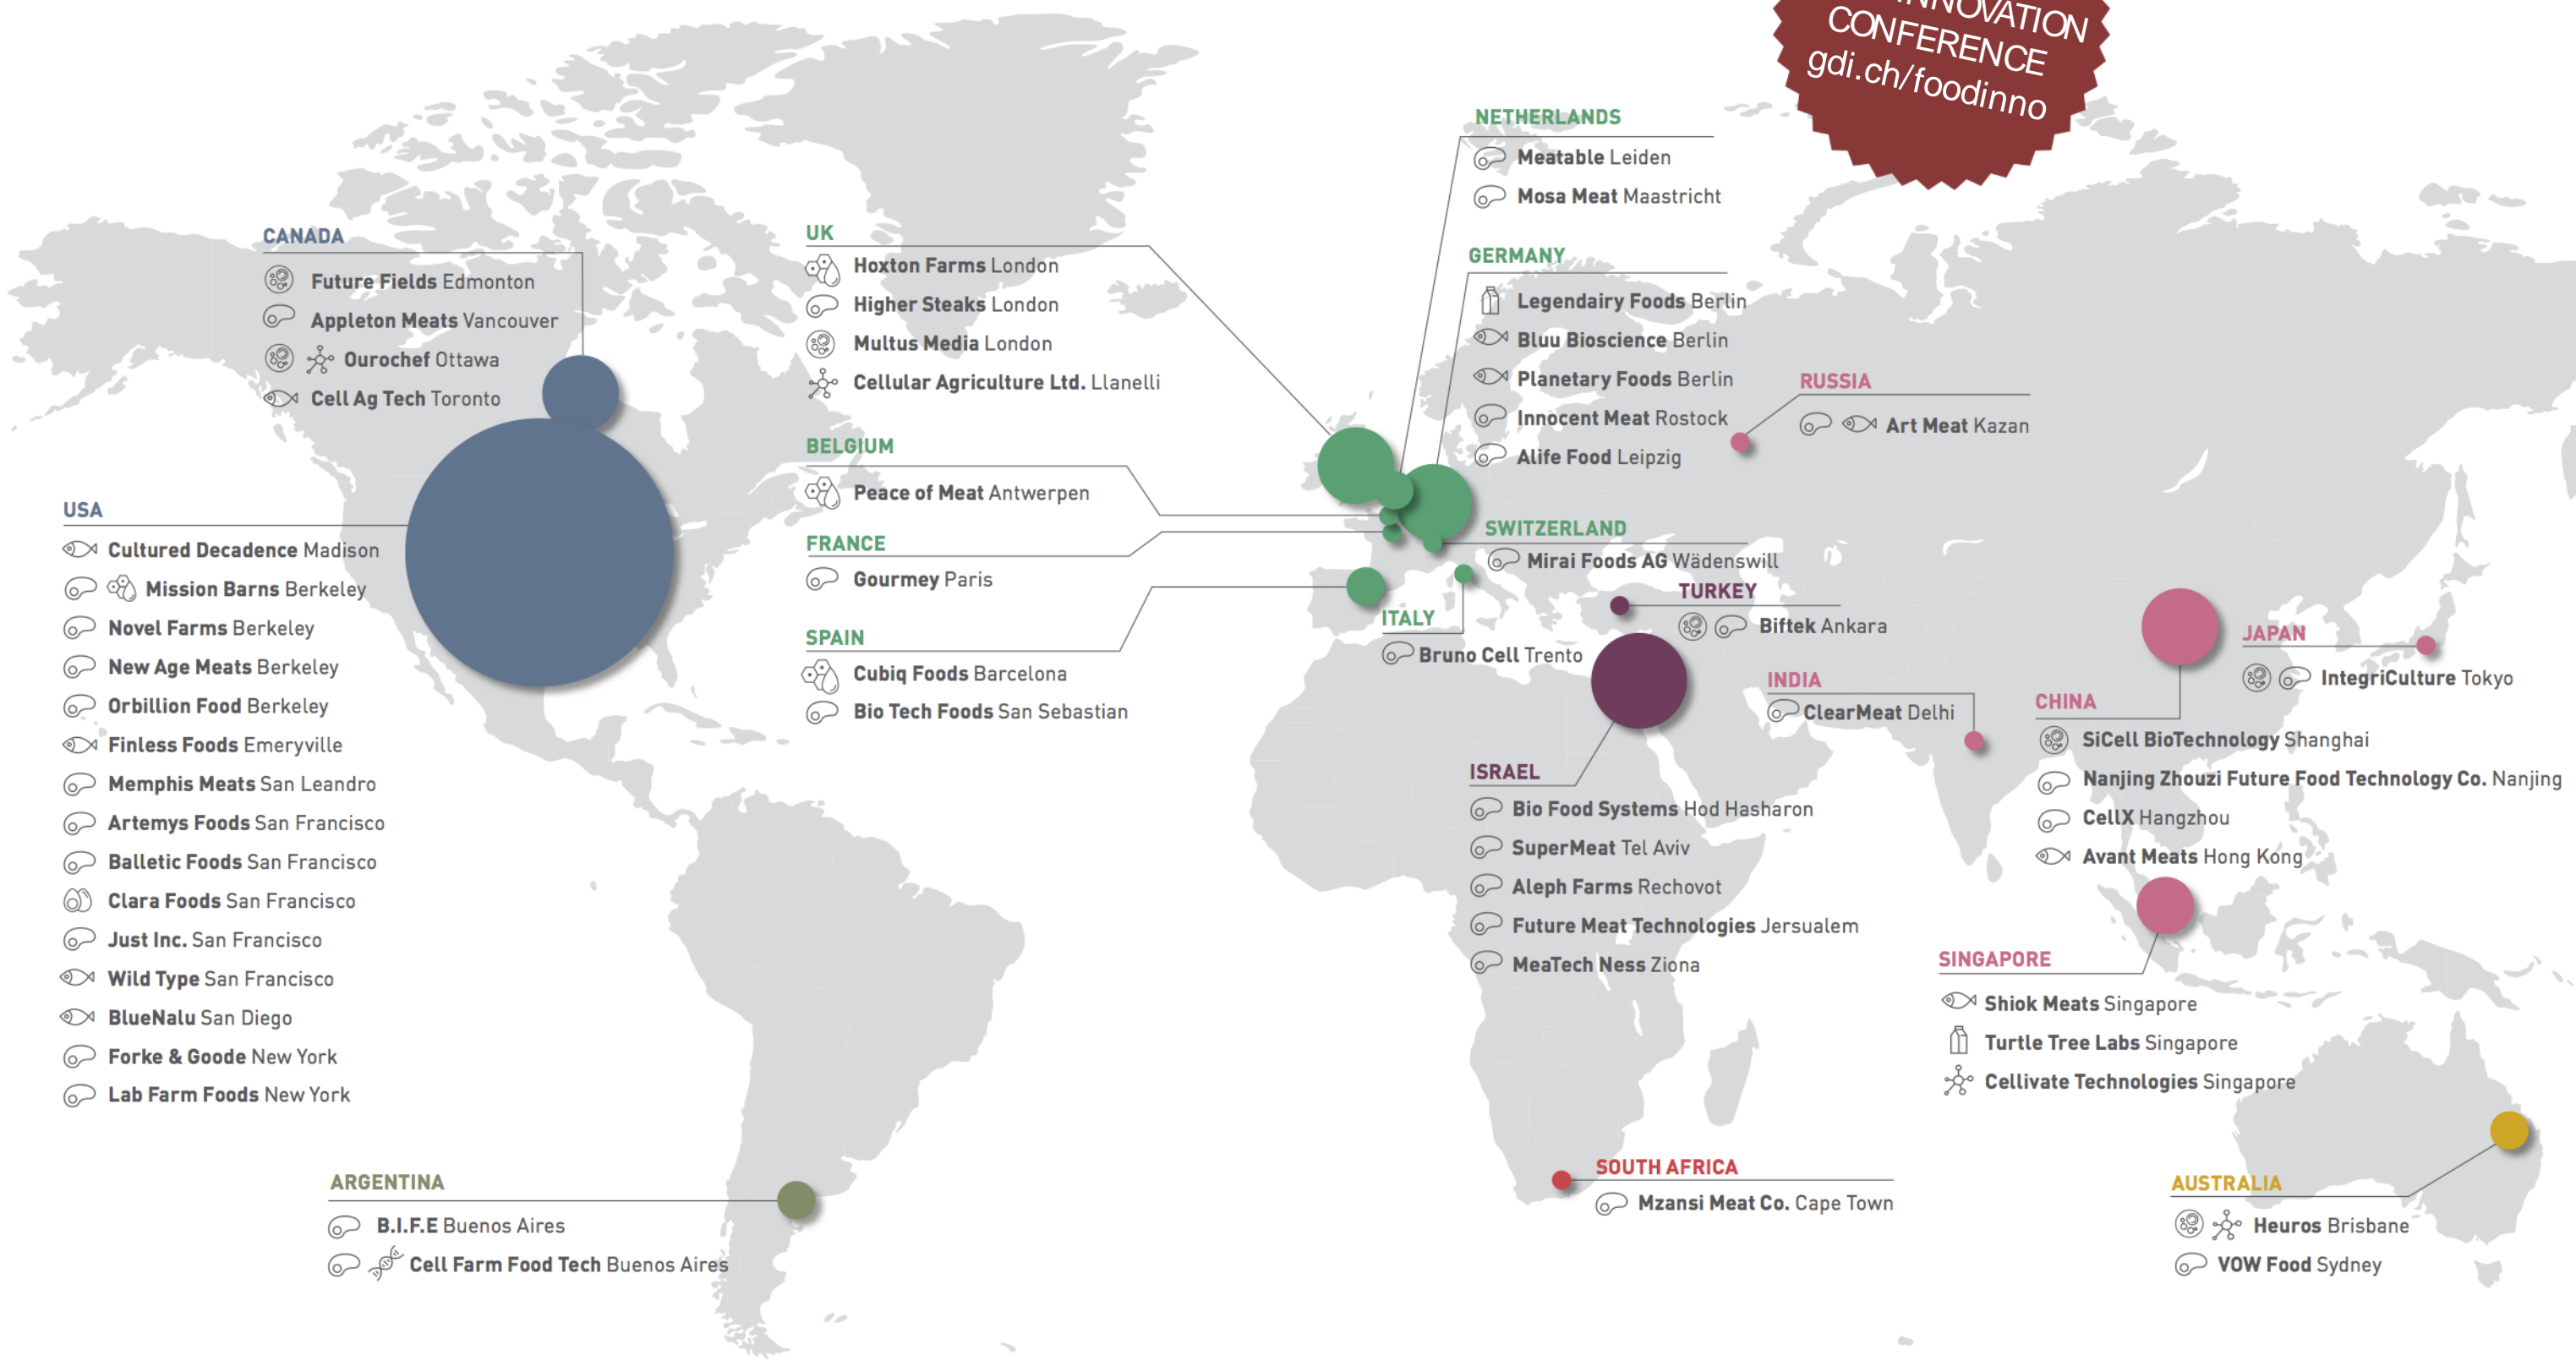 INNOVATION
CONFERENCE
gdi.ch/foodinno
CANADA
Future Fields Edmonton
Appleton Meats Vancouver
Ourochef Ottawa
Cell Ag Tech Toronto
USA
Cultured Decadence Madison
Mission Barns Berkeley
Novel Farms Berkeley
New Age Meats Berkeley
Orbillion Food Berkeley
Finless Foods Emeryville
Memphis Meats San Leandro
Artemys Foods San Francisco
Balletic Foods San Francisco
Clara Foods San Francisco
Just Inc. San Francisco
Wild Type San Francisco
BlueNalu San Diego
Forke & Goode New York
Lab Farm Foods New York
ARGENTINA
B.I.F.E Buenos Aires
Cell Farm Food Tech Buenos Aires
UK
Hoxton Farms London
Higher Steaks London
Multus Media London
Cellular Agriculture Ltd. Llanelli
BELGIUM
Peace of Meat Antwerpen
FRANCE
Gourmey Paris
SPAIN
Cubiq Foods Barcelona
Bio Tech Foods San Sebastian
NETHERLANDS
Meatable Leiden
Mosa Meat Maastricht
GERMANY
Legendairy Foods Berlin
Bluu Bioscience Berlin
Planetary Foods Berlin
Innocent Meat Rostock
Alife Food Leipzig
SWITZERLAND
Mirai Foods AG Wädenswill
ITALY
Bruno Cell Trento
RUSSIA
Art Meat Kazan
TURKEY
Biftek Ankara
ISRAEL
Bio Food Systems Hod Hasharon
SuperMeat Tel Aviv
Aleph Farms Rechovot
Future Meat Technologies Jersualem
MeaTech Ness Ziona
INDIA
ClearMeat Delhi
JAPAN
IntegriCulture Tokyo
CHINA
SiCell BioTechnology Shanghai
Nanjing Zhouzi Future Food Technology Co. Nanjing
CellX Hangzhou
Avant Meats Hong Kong
SINGAPORE
Shiok Meats Singapore
Turtle Tree Labs Singapore
Cellivate Technologies Singapore
SOUTH AFRICA
Mzansi Meat Co. Cape Town
AUSTRALIA
Heuros Brisbane
VOW Food Sydney